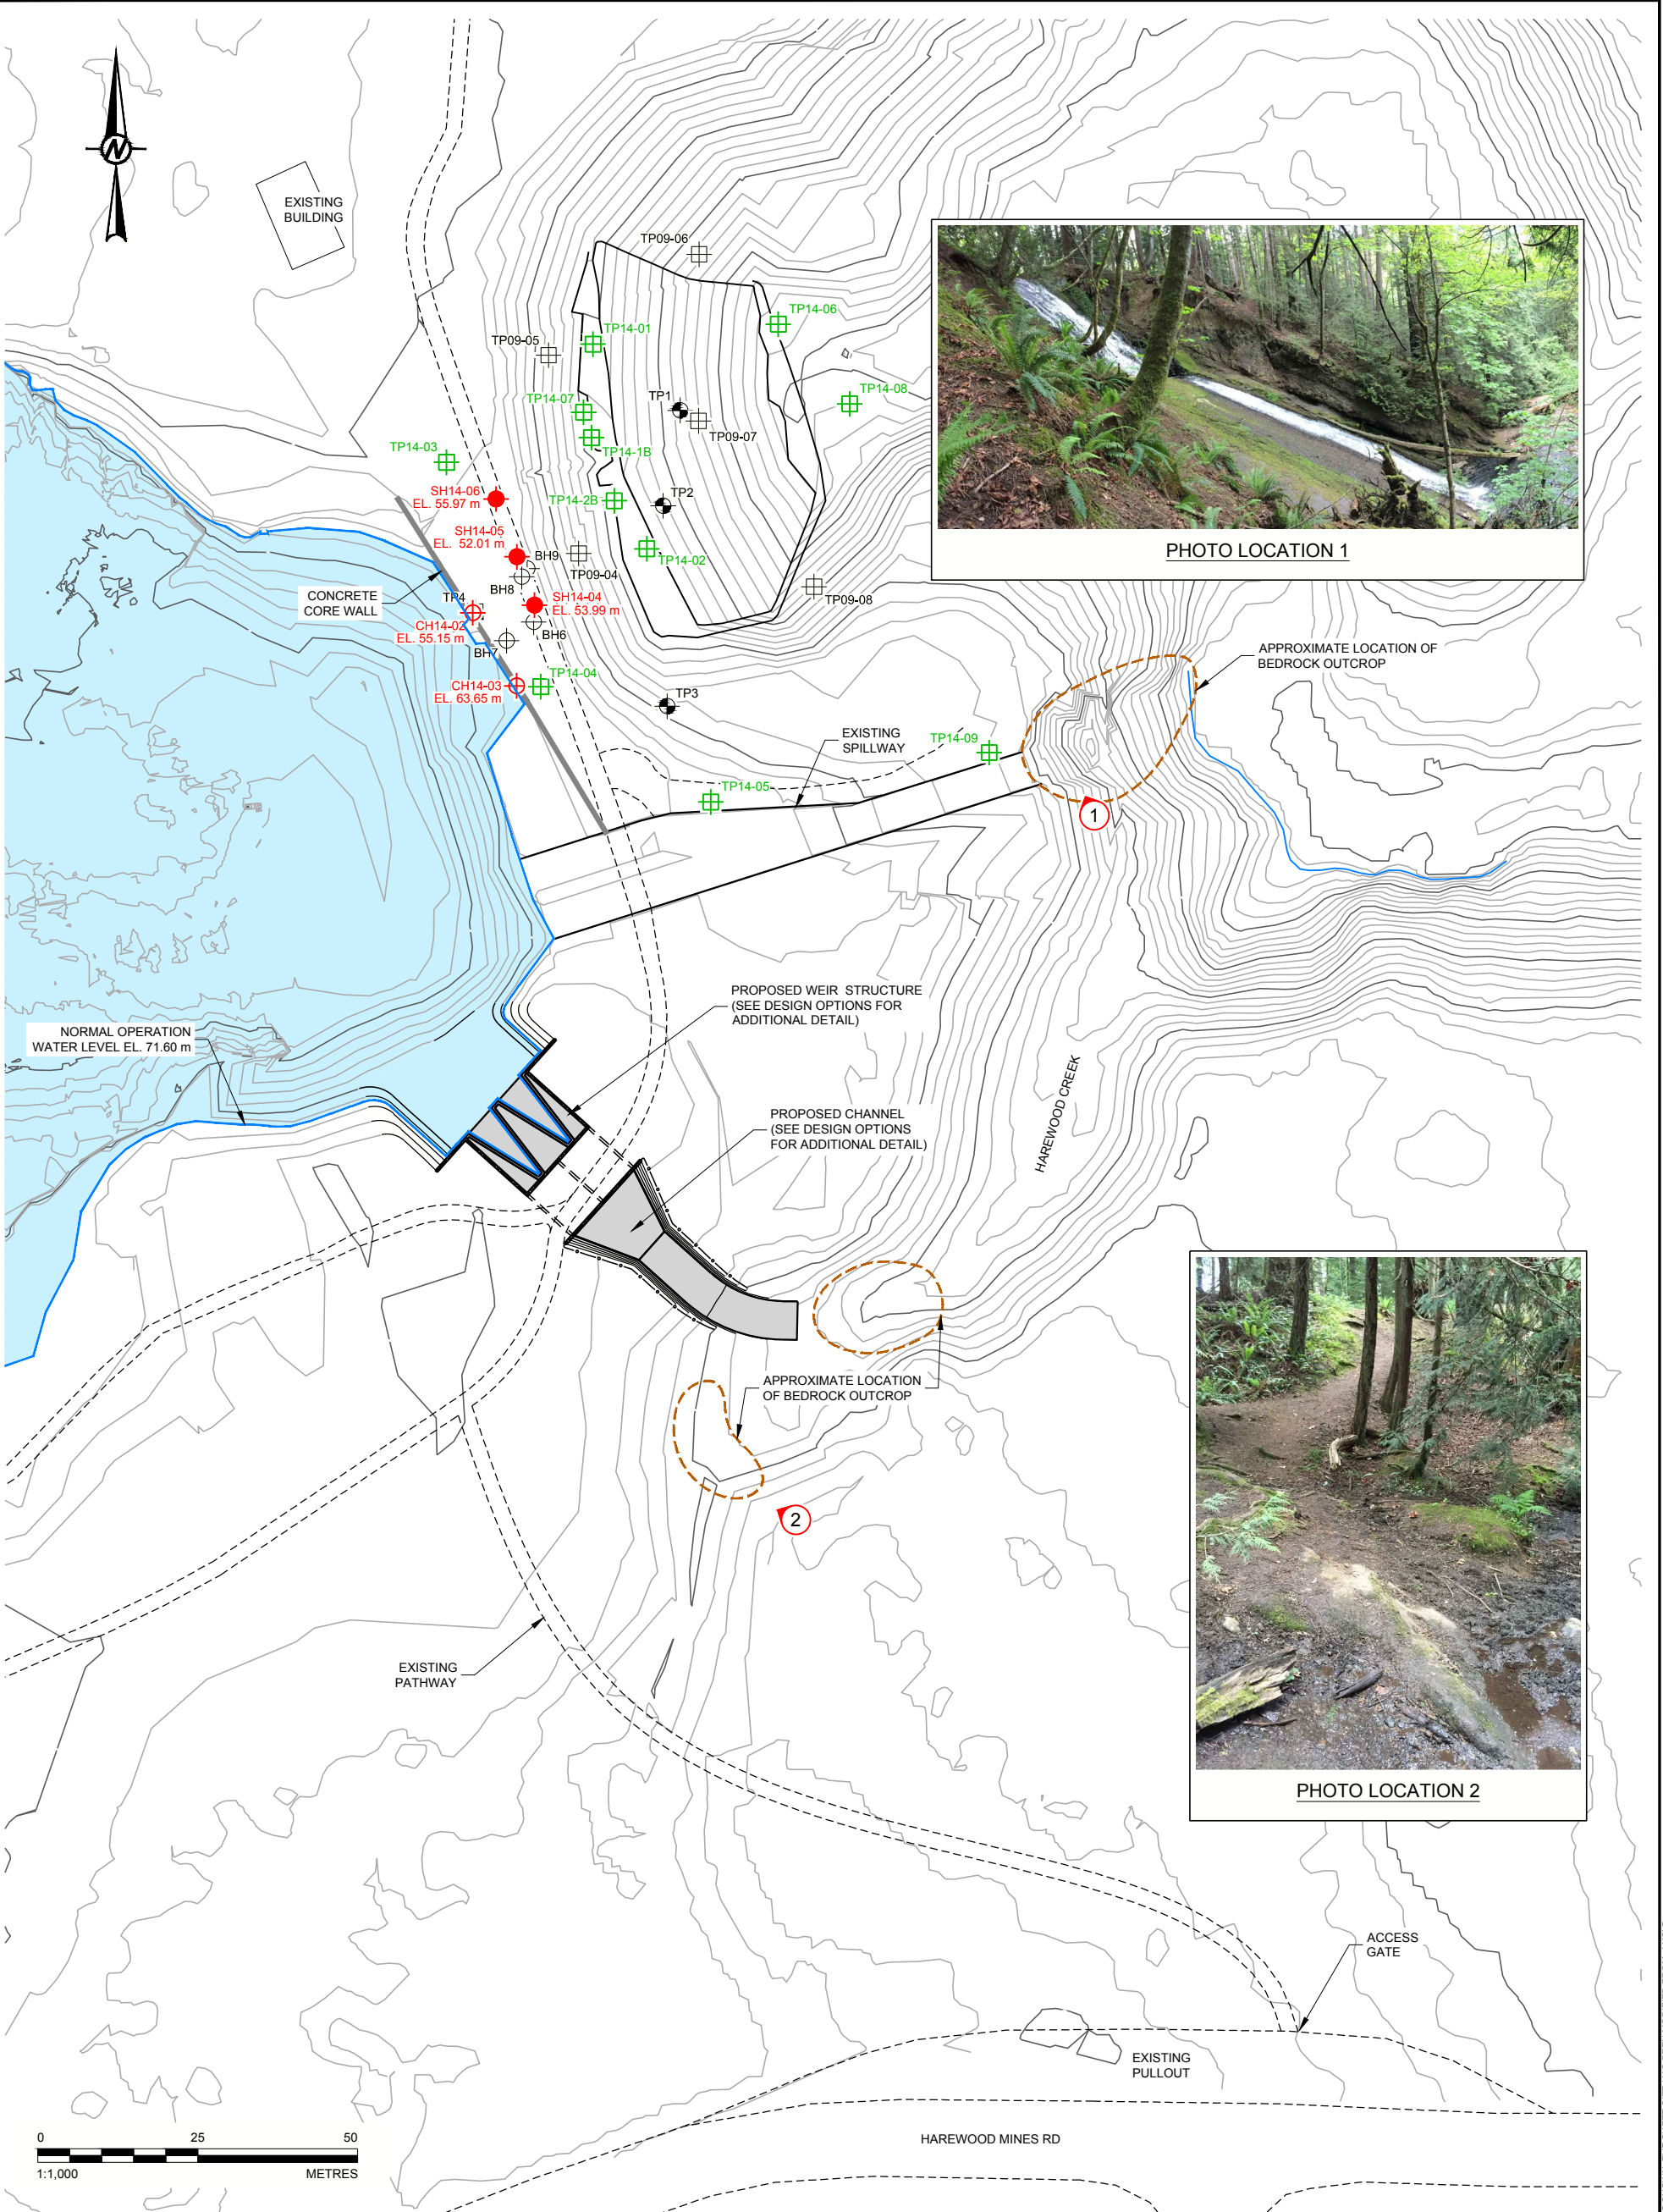 N
EXISTING
BUILDING
TP09-06
TP14-06
TP14-01
TP09-05
TP14-08
TP14-07
TP1
TP09-07
TP14-1B
TP14-03
SH14-06
EL. 55.97 m
TP14-2B
TP2
SH14-05
EL. 52.01 m
BH9
TP09-04
TP14-02
BH8
CONCRETE
CORE WALL
TP4
SH14-04
EL. 53.99 m
TP09-08
CH14-02
EL. 55.15 m
BH6
BH7
CH14-03
EL. 63.65 m
TP14-04
TP3
PHOTO LOCATION 1
APPROXIMATE LOCATION OF
BEDROCK OUTCROP
EXISTING
SPILLWAY
TP14-09
TP14-05
1
PROPOSED WEIR STRUCTURE
(SEE DESIGN OPTIONS FOR
ADDITIONAL DETAIL)
NORMAL OPERATION
WATER LEVEL EL. 71.60 m
HAREWOOD CREEK
PROPOSED CHANNEL
(SEE DESIGN OPTIONS
FOR ADDITIONAL DETAIL)
APPROXIMATE LOCATION
OF BEDROCK OUTCROP
2
EXISTING
PATHWAY
PHOTO LOCATION 2
ACCESS
GATE
EXISTING
PULLOUT
HAREWOOD MINES RD
0 25 50
1:1,000 METRES